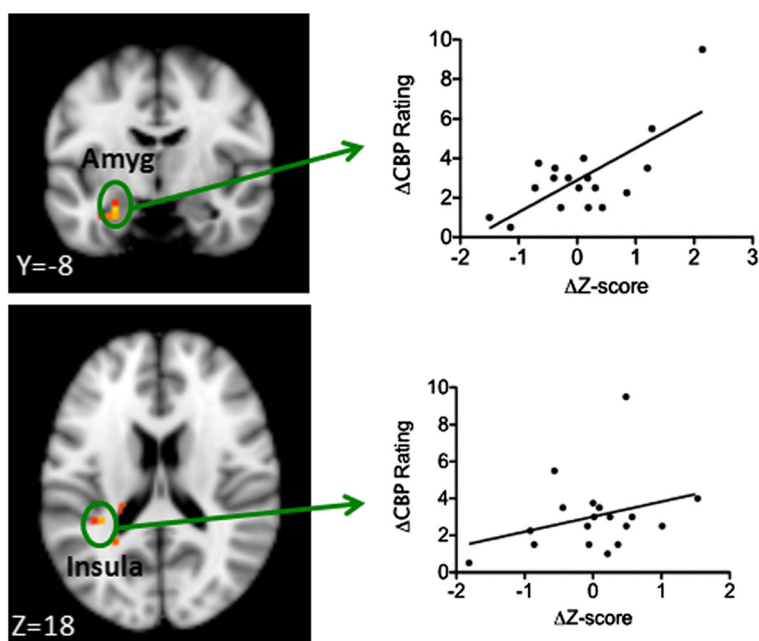 Amyg
Y=-8
10
8
6
4
2
0
-2 -1 0 1 2 3
ΔCBP Rating
ΔZ-score
Insula
Z=18
10
8
6
4
2
0
-2 -1 0 1 2
ΔCBP Rating
ΔZ-score